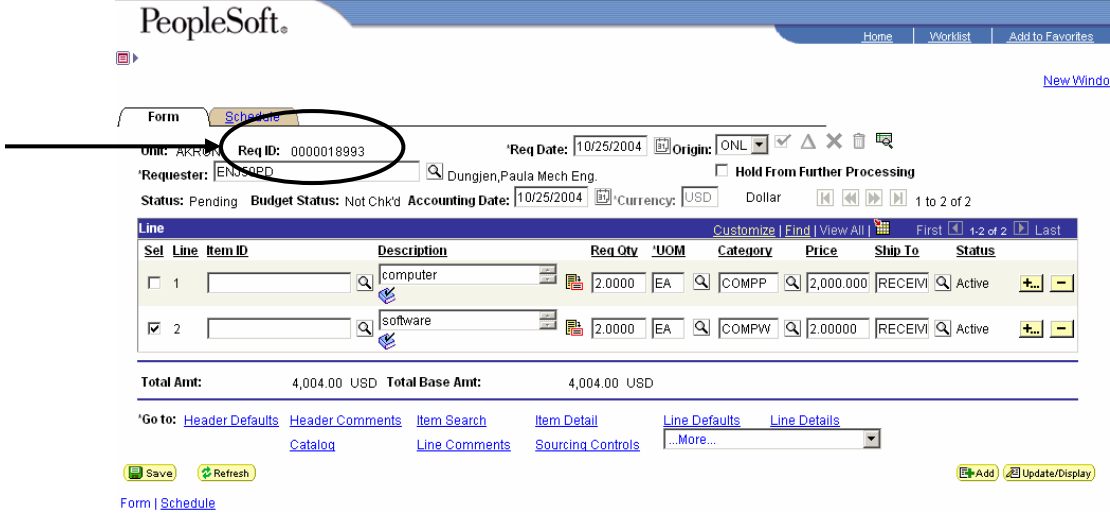 PeopleSoft.
Home Worklist Add to Favorites
New Windo
Form Schedule
Unit: AKRON Req ID: 0000018993 *Req Date: 10/25/2004 Origin: ONL
*Requester: ENJ50PD Dungjen,Paula Mech Eng. Hold From Further Processing
Status: Pending Budget Status: Not Chk'd Accounting Date: 10/25/2004 *Currency: USD Dollar 1 to 2 of 2
Line Customize | Find | View All | First 1-2 of 2 Last
Sel Line Item ID Description Req Qty *UOM Category Price Ship To Status
1 computer 2.0000 EA COMPP 2,000.000 RECEIVI Active
2 software 2.0000 EA COMPW 2.00000 RECEIVI Active
Total Amt: 4,004.00 USD Total Base Amt: 4,004.00 USD
*Go to: Header Defaults Header Comments Item Search Item Detail Line Defaults Line Details
Catalog Line Comments Sourcing Controls ...More...
Save Refresh Add Update/Display
Form | Schedule